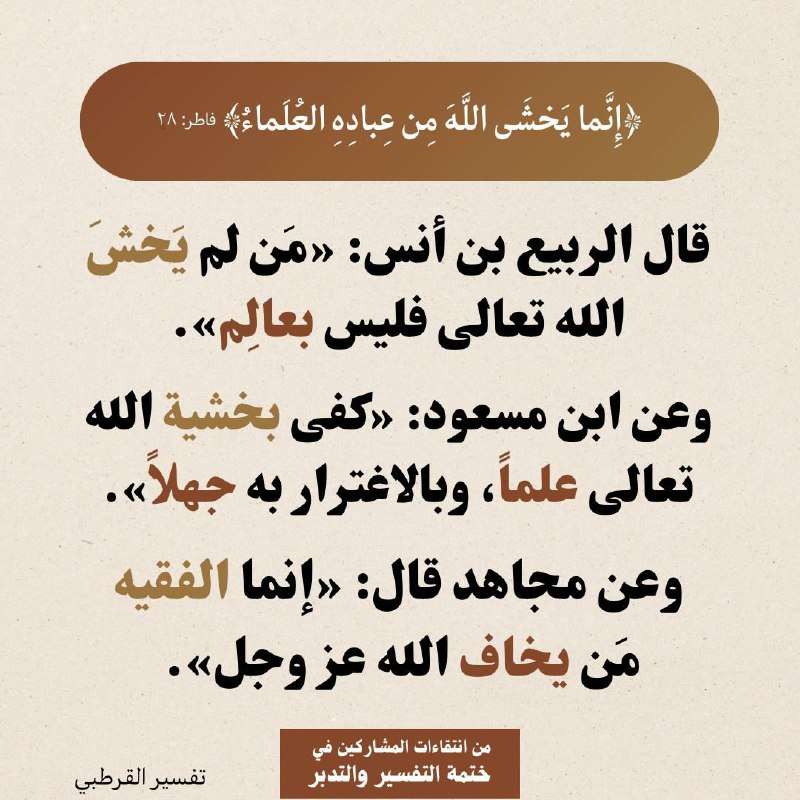 ﴿إِنَّما يَخشَى اللَّهَ مِن عِبادِهِ العُلَماءُ﴾ فاطر: ٢٨
قال الربيع بن أنس: «مَن لم يَخشَ
الله تعالى فليس بعالِم».
وعن ابن مسعود: «كفى بخشية الله
تعالى علماً، وبالاغترار به جهلاً».
وعن مجاهد قال: «إنما الفقيه
مَن يخاف الله عز وجل».
من انتقاءات المشاركين في
ختمة التفسير والتدبر
تفسير القرطبي